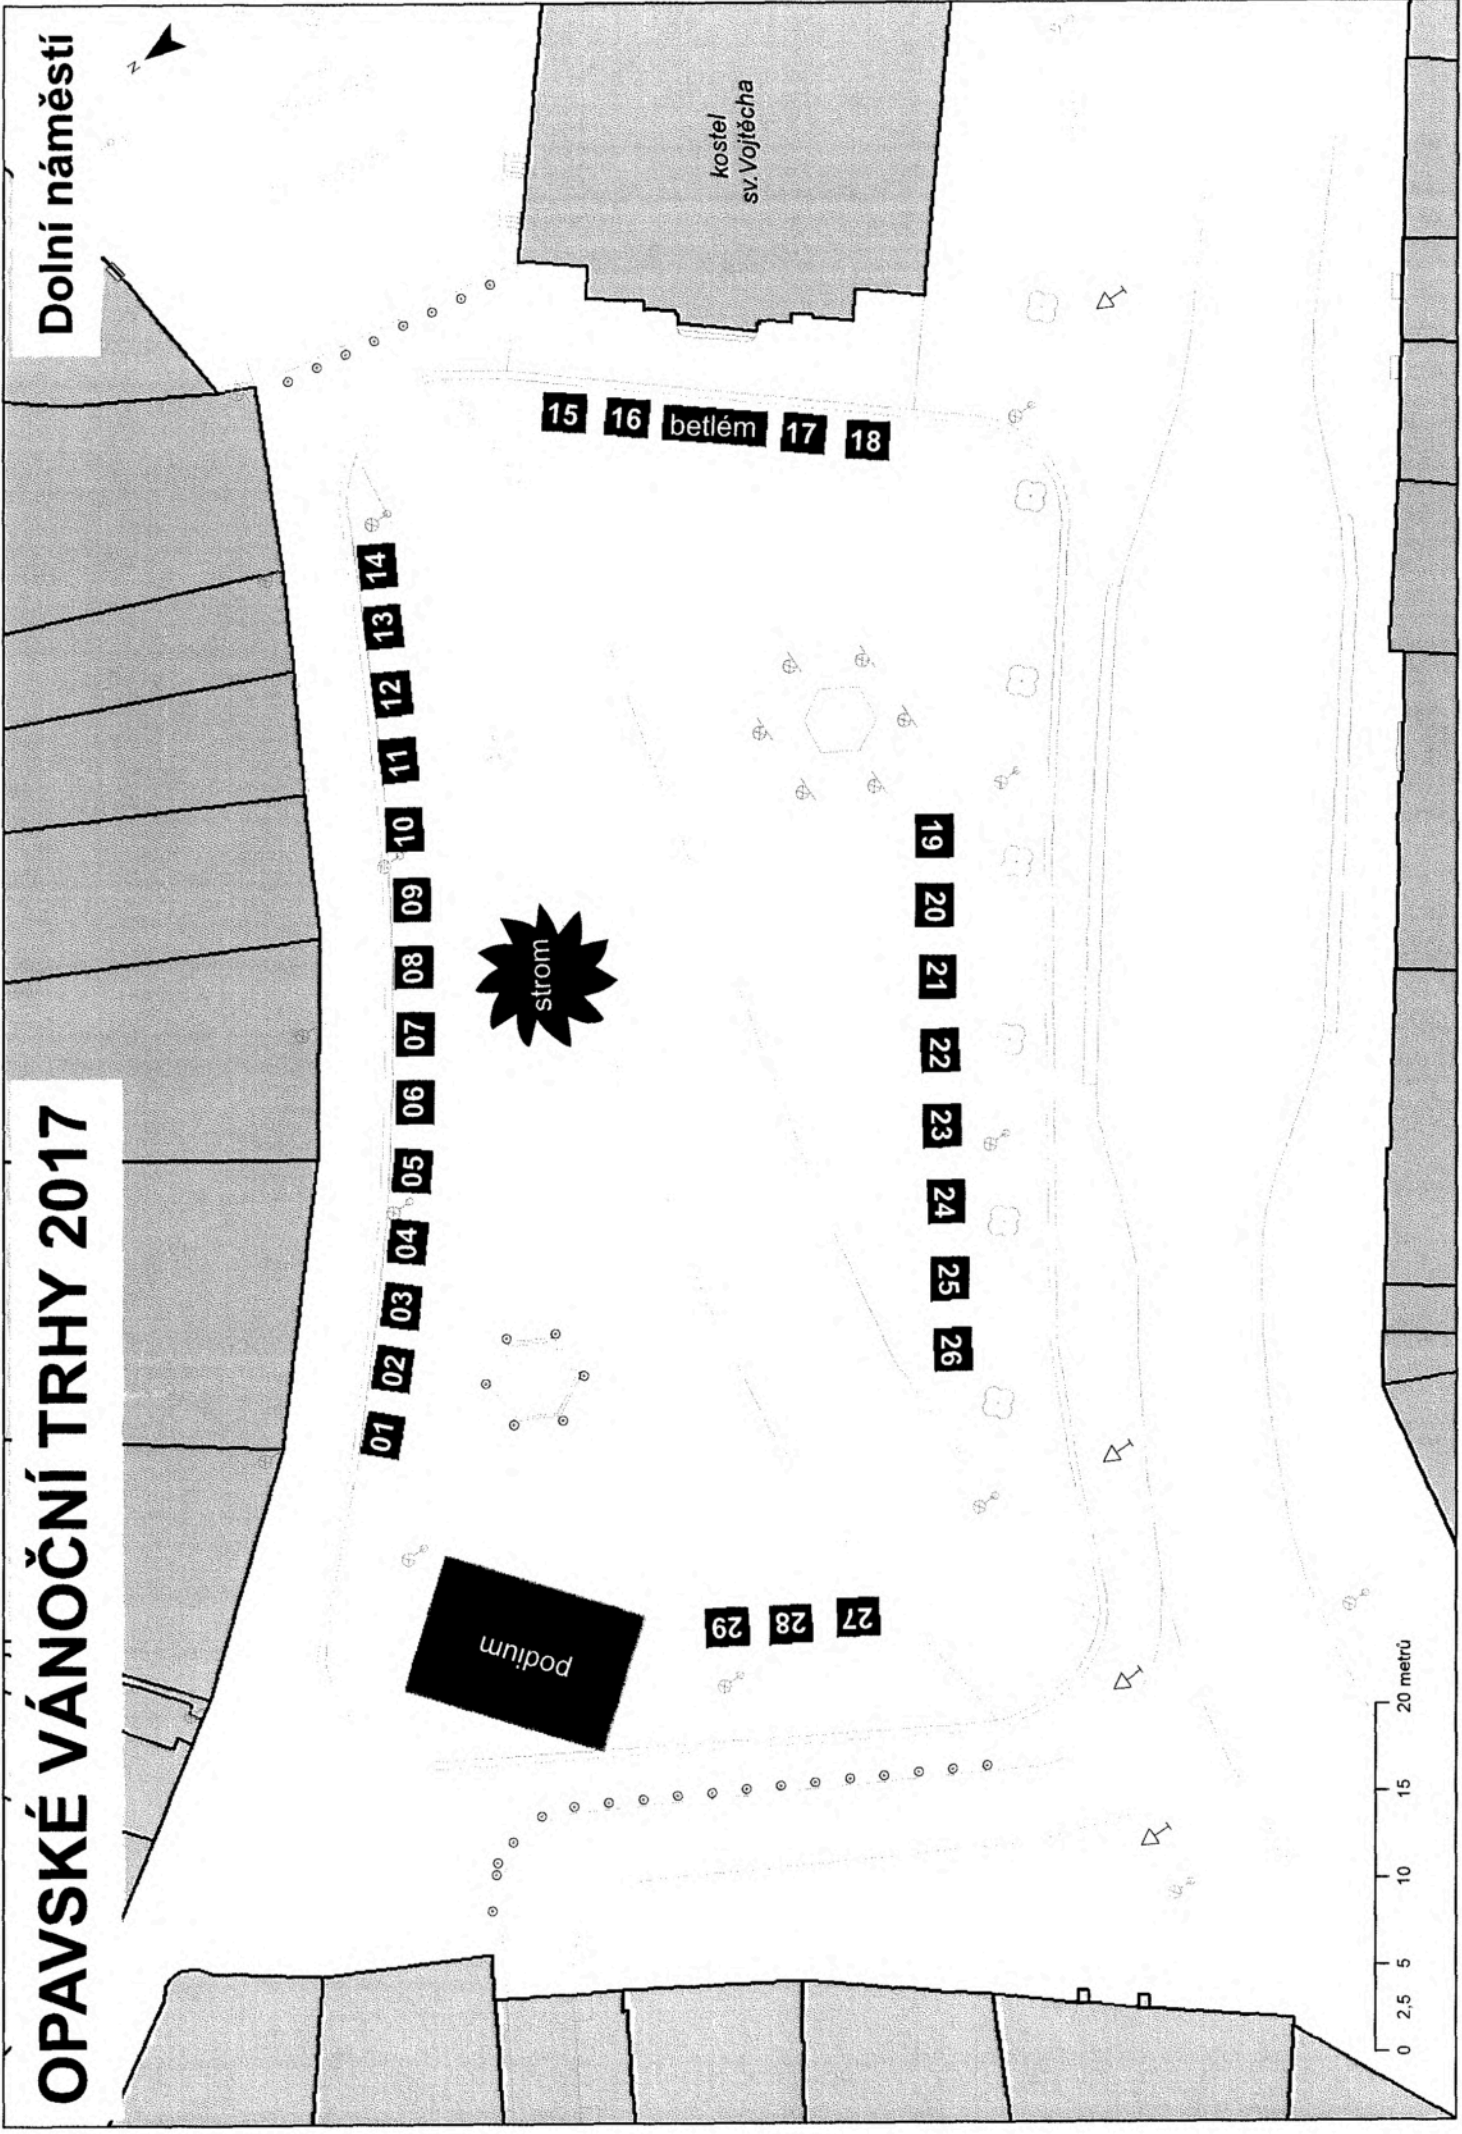 OPAVSKÉ VÁNOČNÍ TRHY 2017
Dolní náměstí
N
kostel
sv. Vojtěcha
01 02 03 04 05 06 07 08 09 10 11 12 13 14
15
16
betlém
17
18
strom
19
20
21
22
23
24
25
26
podium
29
28
27
0 2,5 5 10 15 20 metrů